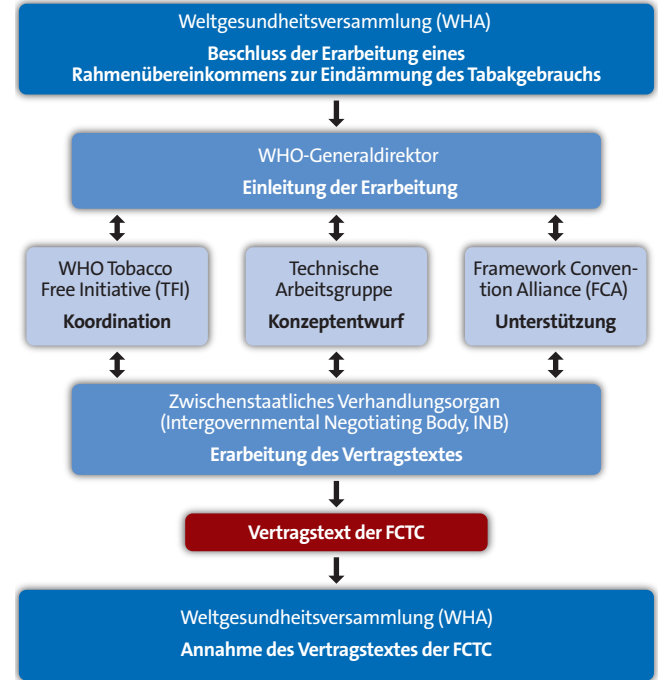 Weltgesundheitsversammlung (WHA)
Beschluss der Erarbeitung eines
Rahmenübereinkommens zur Eindämmung des Tabakgebrauchs
WHO-Generaldirektor
Einleitung der Erarbeitung
WHO Tobacco
Free Initiative (TFI)
Koordination
Technische
Arbeitsgruppe
Konzeptentwurf
Framework Conven-
tion Alliance (FCA)
Unterstützung
Zwischenstaatliches Verhandlungsorgan
(Intergovernmental Negotiating Body, INB)
Erarbeitung des Vertragstextes
Vertragstext der FCTC
Weltgesundheitsversammlung (WHA)
Annahme des Vertragstextes der FCTC